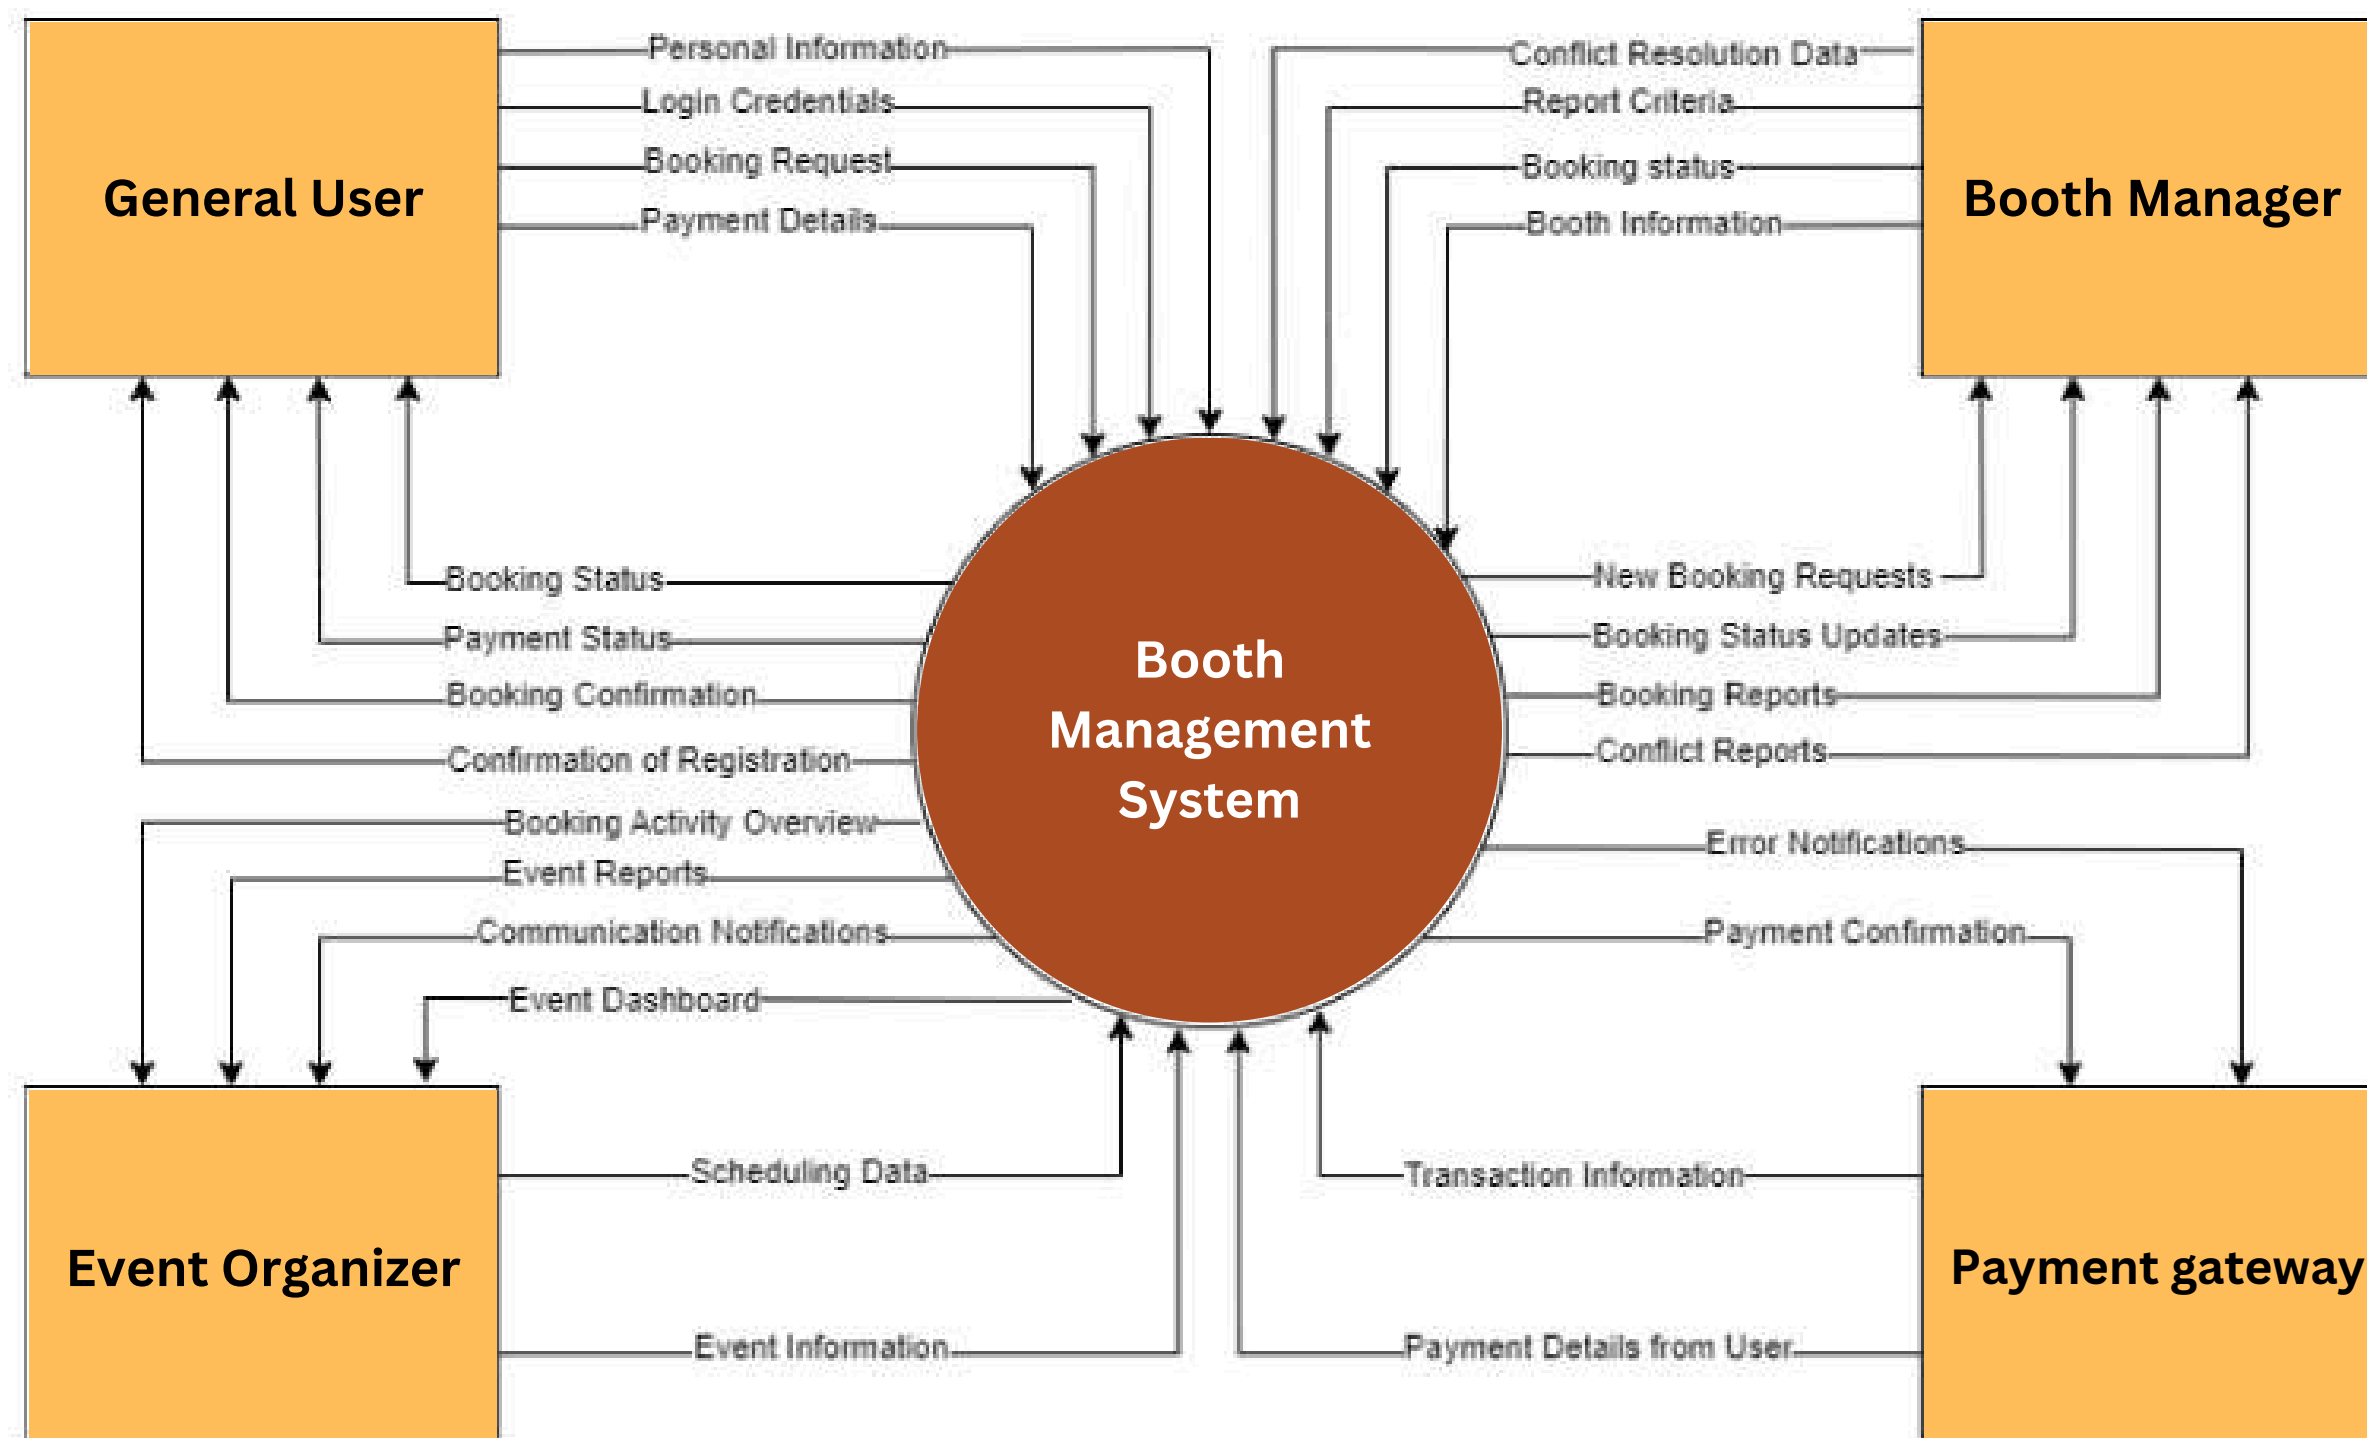 Personal Information
Login Credentials
Booking Request
Payment Details
General User
Conflict Resolution Data
Report Criteria
Booking status
Booth Information
Booth Manager
Booking Status
Payment Status
Booking Confirmation
Confirmation of Registration
New Booking Requests
Booking Status Updates
Booking Reports
Conflict Reports
Booth
Management
System
Booking Activity Overview
Event Reports
Communication Notifications
Event Dashboard
Error Notifications
Payment Confirmation
Scheduling Data
Event Organizer
Event Information
Transaction Information
Payment gateway
Payment Details from User